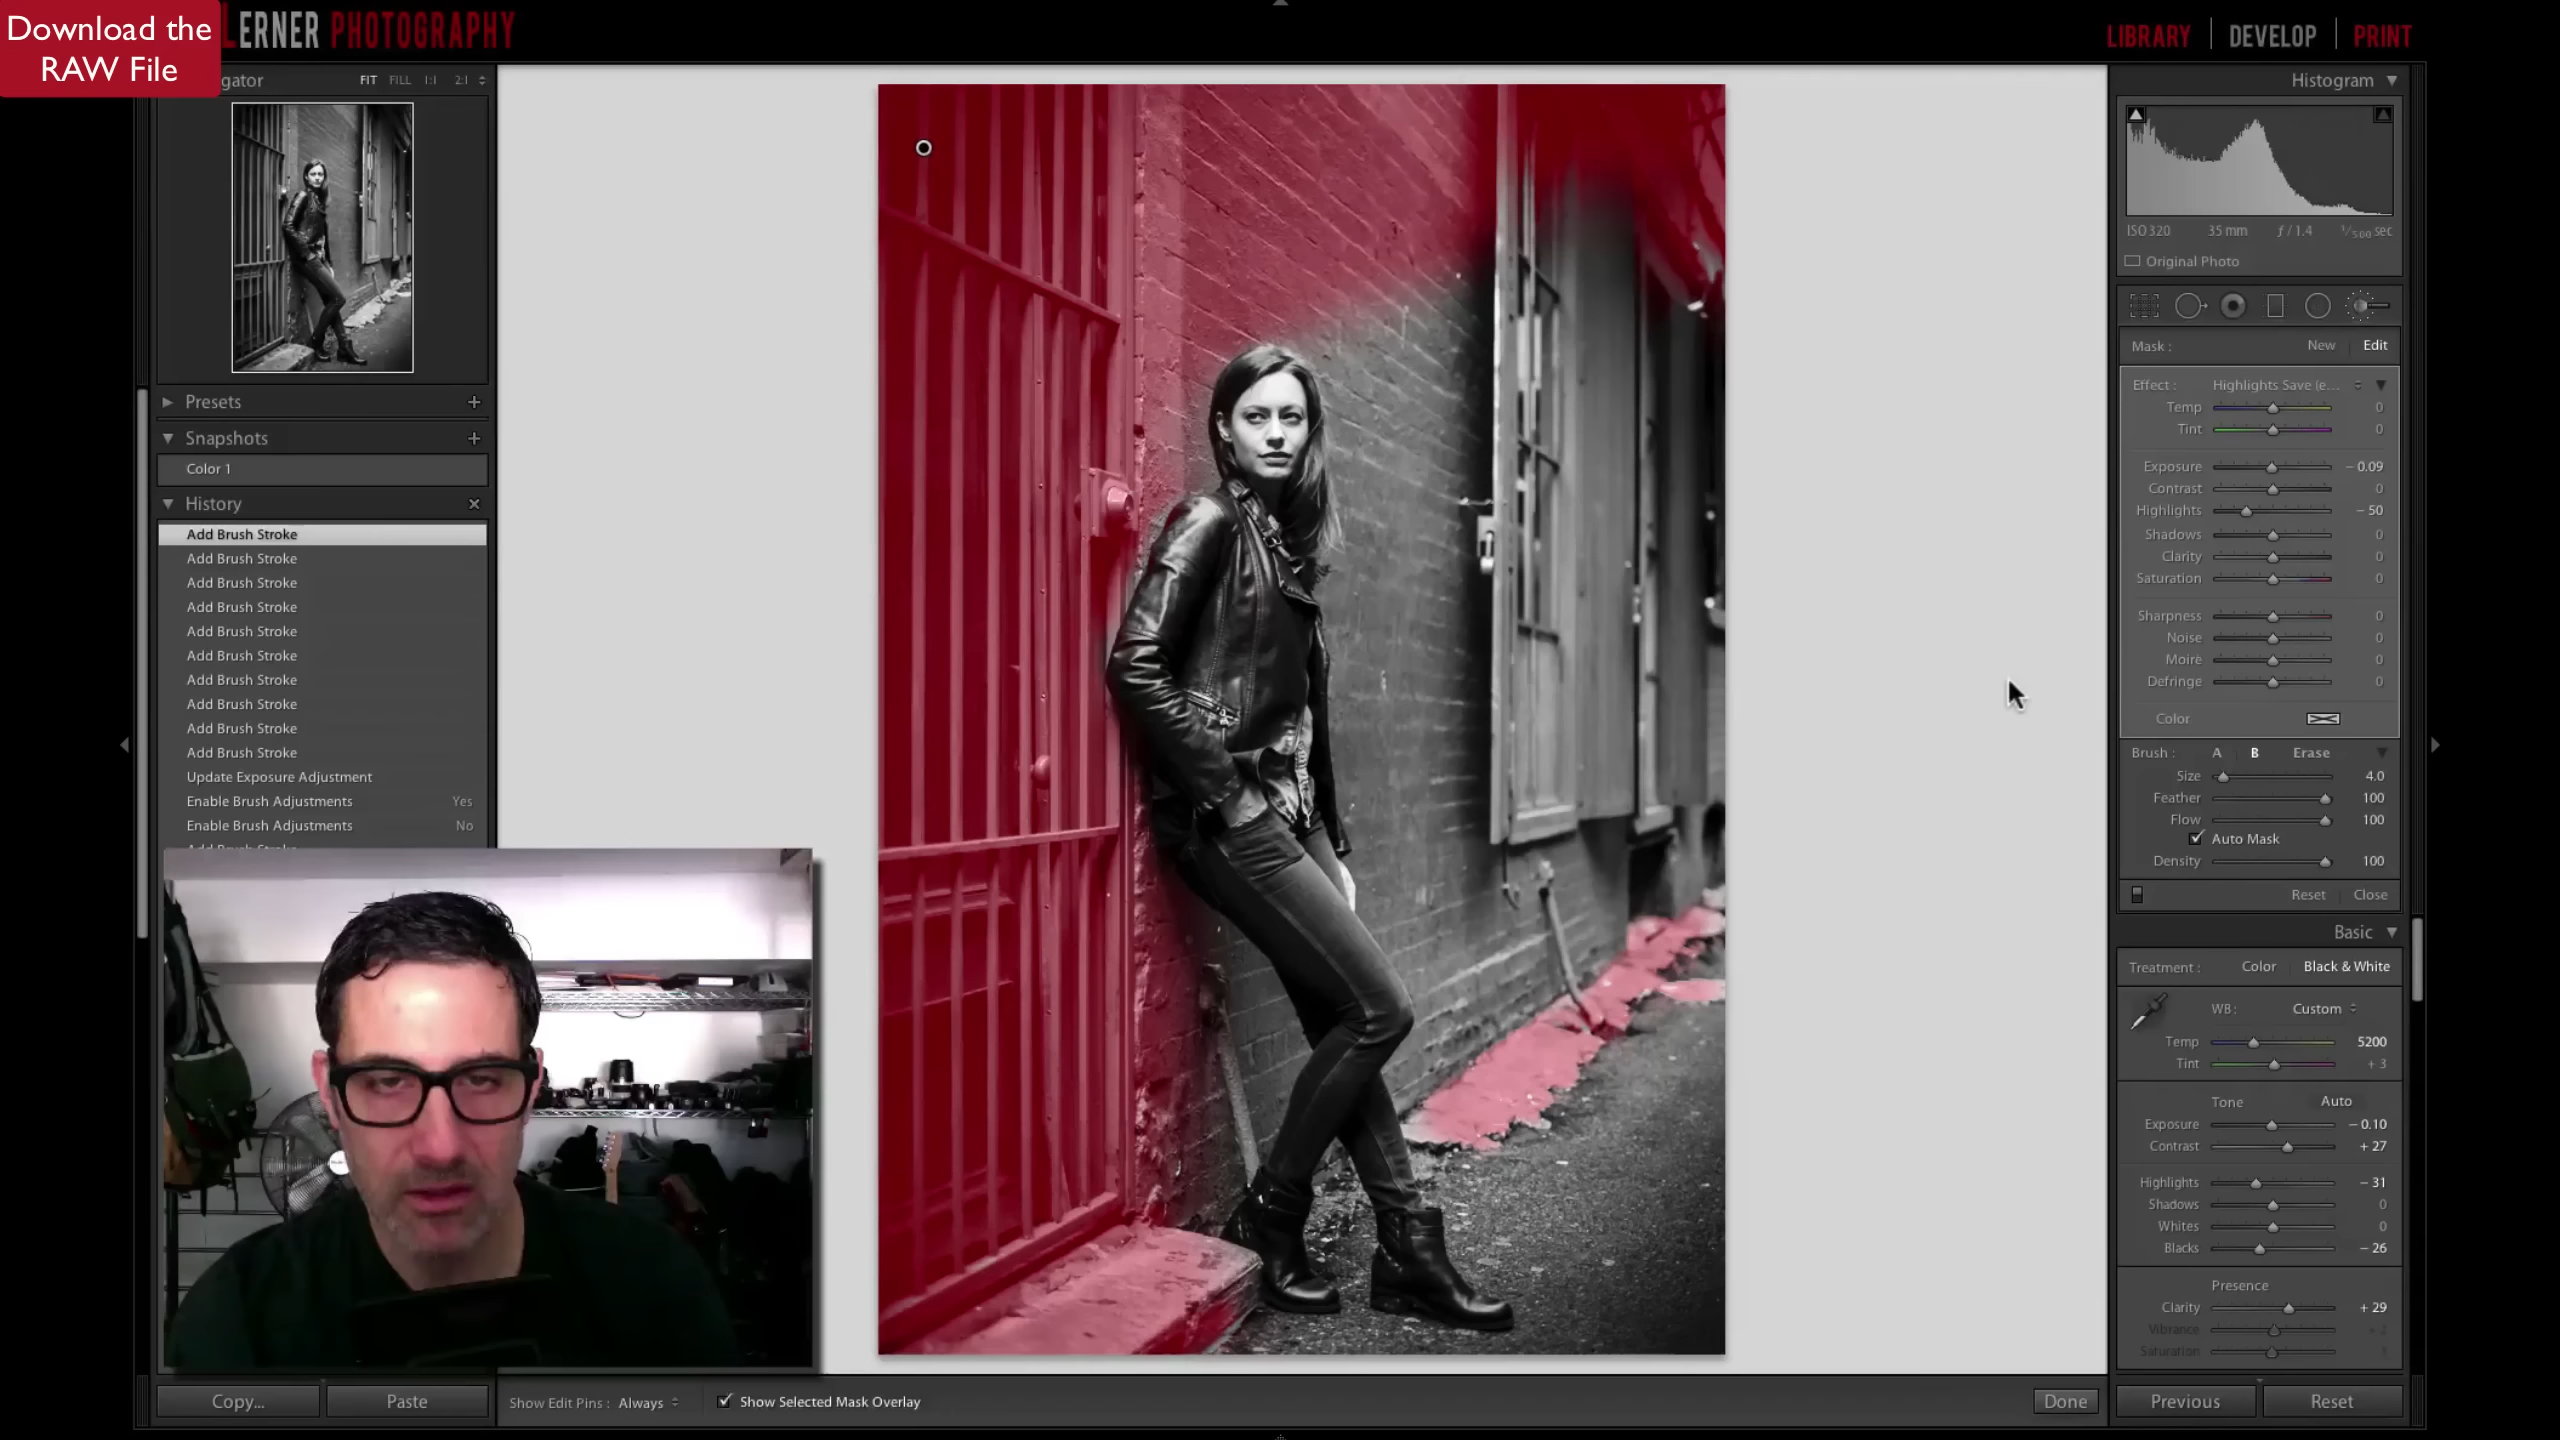 Download the
RAW File
LERNER PHOTOGRAPHY
LIBRARY | DEVELOP | PRINT
gator FIT FILL 1:1 2:1
Presets +
Snapshots +
Color 1
History ×
Add Brush Stroke
Add Brush Stroke
Add Brush Stroke
Add Brush Stroke
Add Brush Stroke
Add Brush Stroke
Add Brush Stroke
Add Brush Stroke
Add Brush Stroke
Add Brush Stroke
Update Exposure Adjustment
Enable Brush Adjustments Yes
Enable Brush Adjustments No
Add Brush Stroke
Copy... Paste
Show Edit Pins : Always Show Selected Mask Overlay Done
Histogram
ISO 320 35 mm ƒ / 1.4 1/500 sec
Original Photo
Mask : New Edit
Effect : Highlights Save (e...
Temp 0
Tint 0
Exposure – 0.09
Contrast 0
Highlights – 50
Shadows 0
Clarity 0
Saturation 0
Sharpness 0
Noise 0
Moire 0
Defringe 0
Color
Brush : A B Erase
Size 4.0
Feather 100
Flow 100
Auto Mask
Density 100
Reset Close
Basic
Treatment : Color Black & White
WB : Custom
Temp 5200
Tint + 3
Tone Auto
Exposure – 0.10
Contrast + 27
Highlights – 31
Shadows 0
Whites 0
Blacks – 26
Presence
Clarity + 29
Vibrance
Saturation
Previous Reset